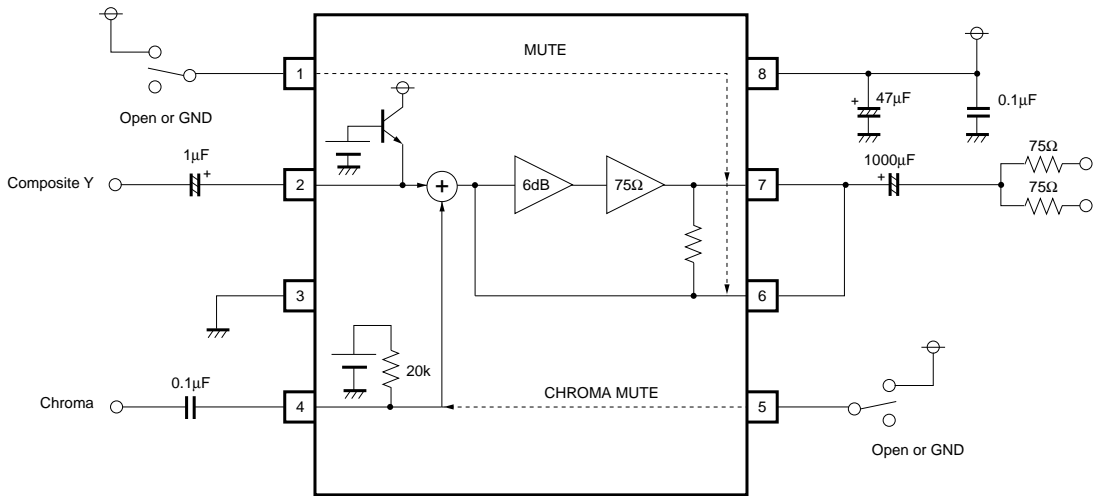 MUTE
1
8
Open or GND
47μF
+
0.1μF
1μF
+
Composite Y
2
+
6dB
75Ω
7
1000μF
+
75Ω
75Ω
3
6
0.1μF
20k
Chroma
4
CHROMA MUTE
5
Open or GND